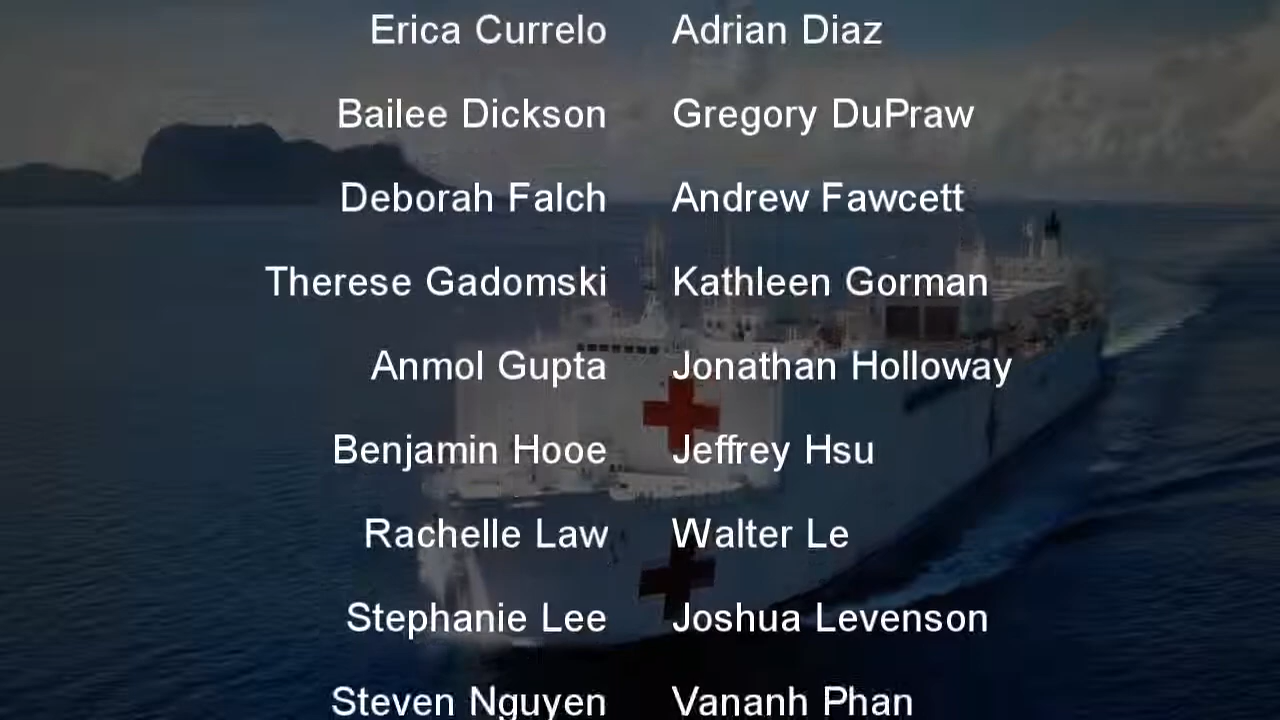 Erica Currelo Adrian Diaz
Bailee Dickson Gregory DuPraw
Deborah Falch Andrew Fawcett
Therese Gadomski Kathleen Gorman
Anmol Gupta Jonathan Holloway
Benjamin Hooe Jeffrey Hsu
Rachelle Law Walter Le
Stephanie Lee Joshua Levenson
Steven Nguyen Vananh Phan